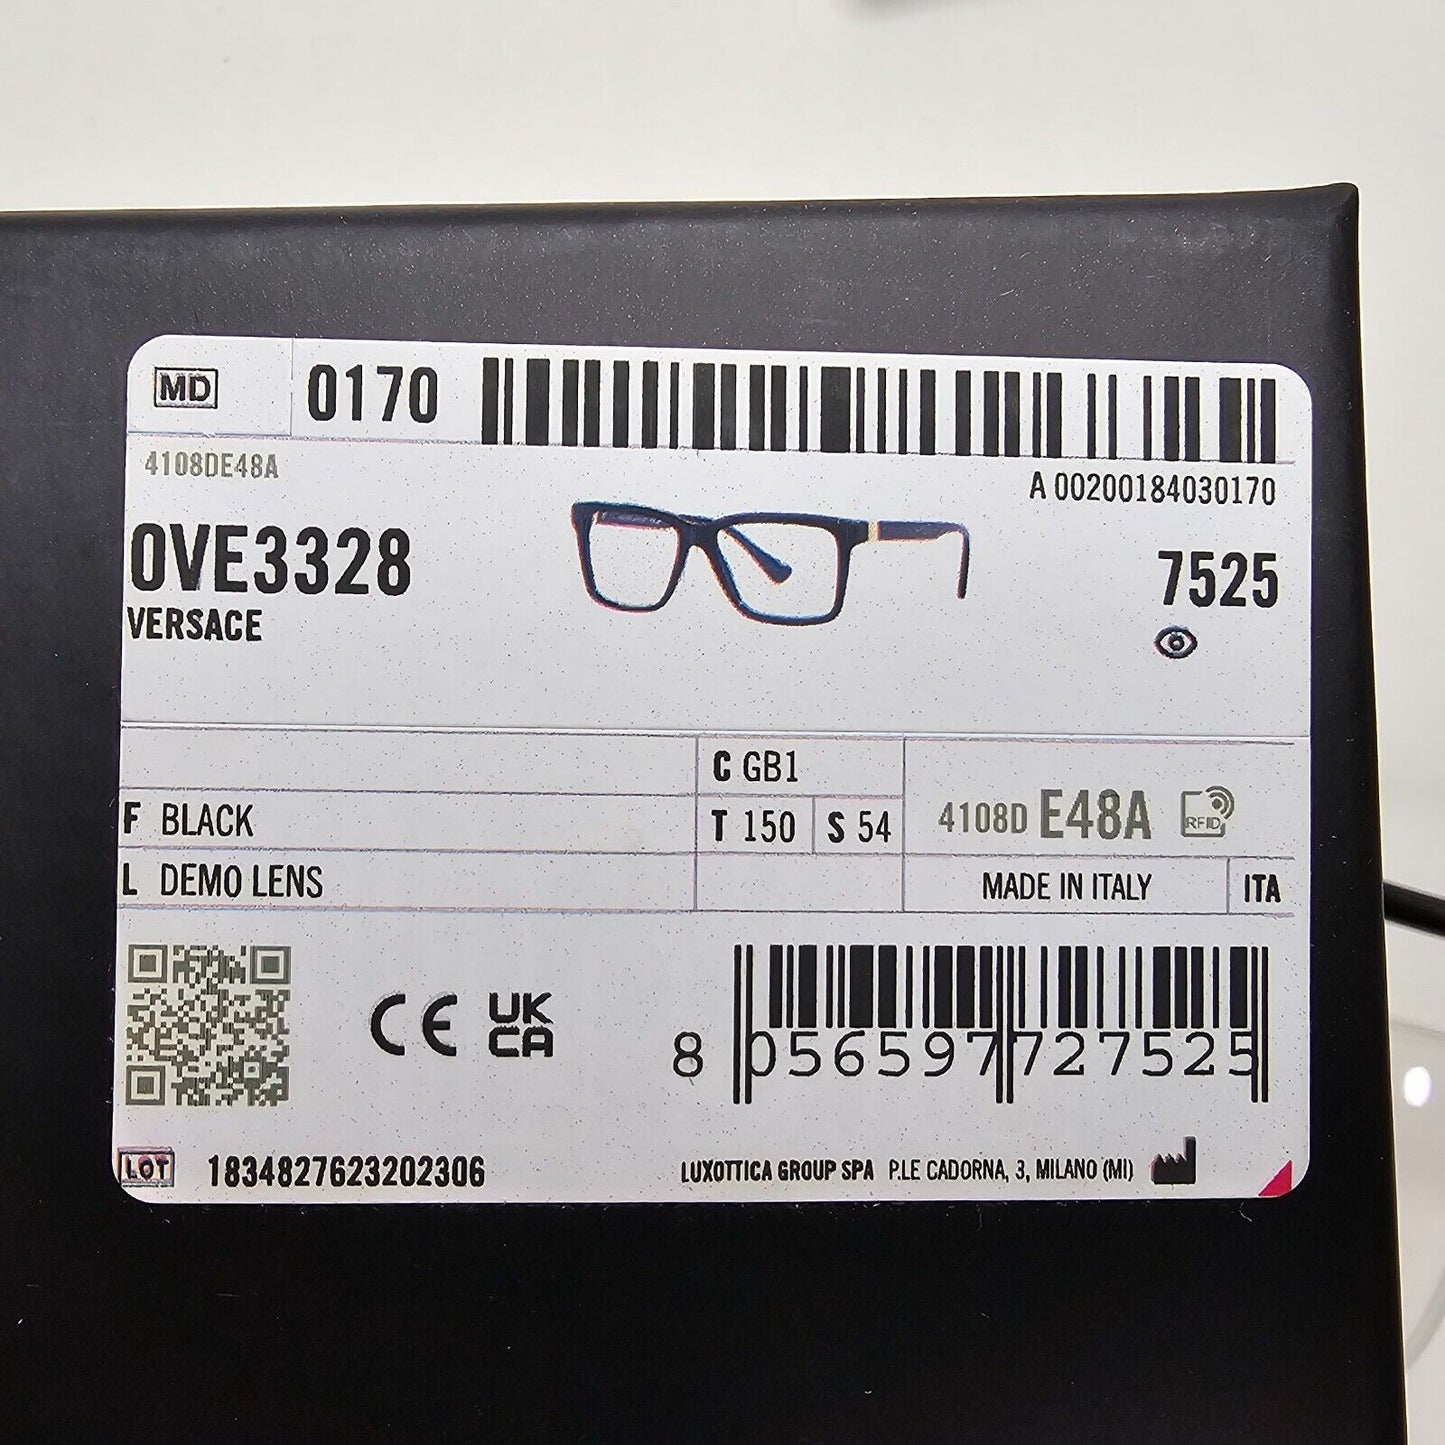 MD 0170
4108DE48A
A 00200184030170
0VE3328
7525
VERSACE
C GB1
F BLACK
T 150 S 54
4108D E48A RFID
L DEMO LENS
MADE IN ITALY ITA
CE UK CA
8 056597 727525
LOT 1834827623202306
LUXOTTICA GROUP SPA P.LE CADORNA, 3, MILANO (MI)